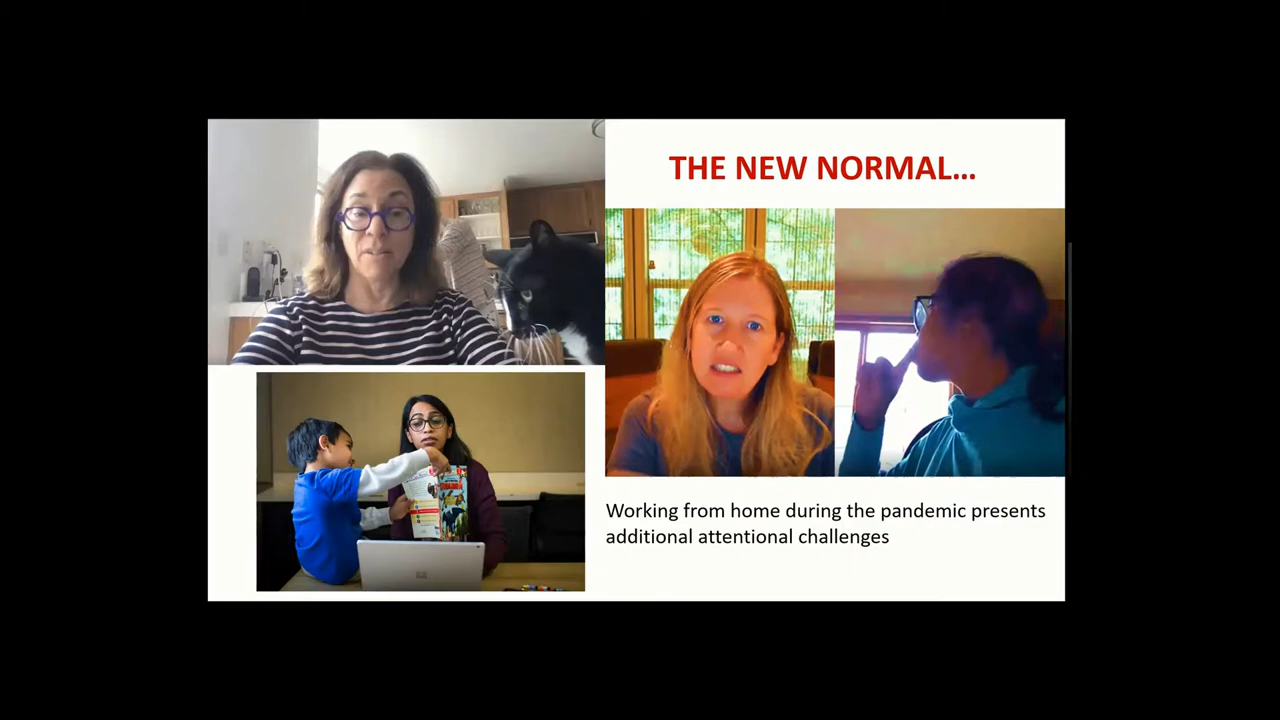 THE NEW NORMAL…
Working from home during the pandemic presents
additional attentional challenges